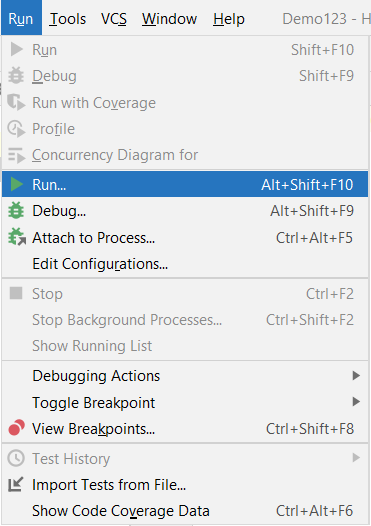 Run Tools VCS Window Help Demo123 - H
Run Shift+F10
Debug Shift+F9
Run with Coverage
Profile
Concurrency Diagram for
Run... Alt+Shift+F10
Debug... Alt+Shift+F9
Attach to Process... Ctrl+Alt+F5
Edit Configurations...
Stop Ctrl+F2
Stop Background Processes... Ctrl+Shift+F2
Show Running List
Debugging Actions
Toggle Breakpoint
View Breakpoints... Ctrl+Shift+F8
Test History
Import Tests from File...
Show Code Coverage Data Ctrl+Alt+F6